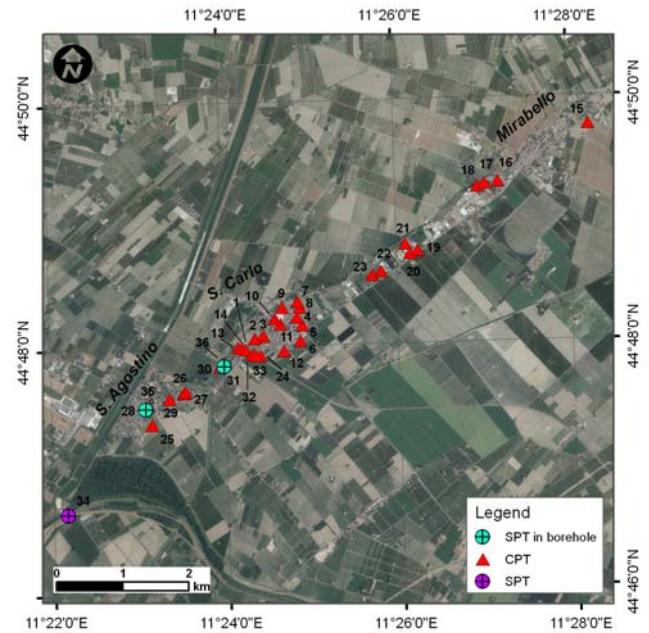 11°24'0"E 11°26'0"E 11°28'0"E
N
44°50'0"N
44°50'0"N
15
Mirabello
18 17 16
21
22 19
23 20
S. Carlo
7
10 9 8
1 4
14 2 3 5
13 11
36 6
44°48'0"N
44°48'0"N
30 12
31 33 24
32
S. Agostino
26
35
28 29 27
25
34
Legend
SPT in borehole
CPT
SPT
0 1 2
km
44°46'0"N
11°22'0"E 11°24'0"E 11°26'0"E 11°28'0"E